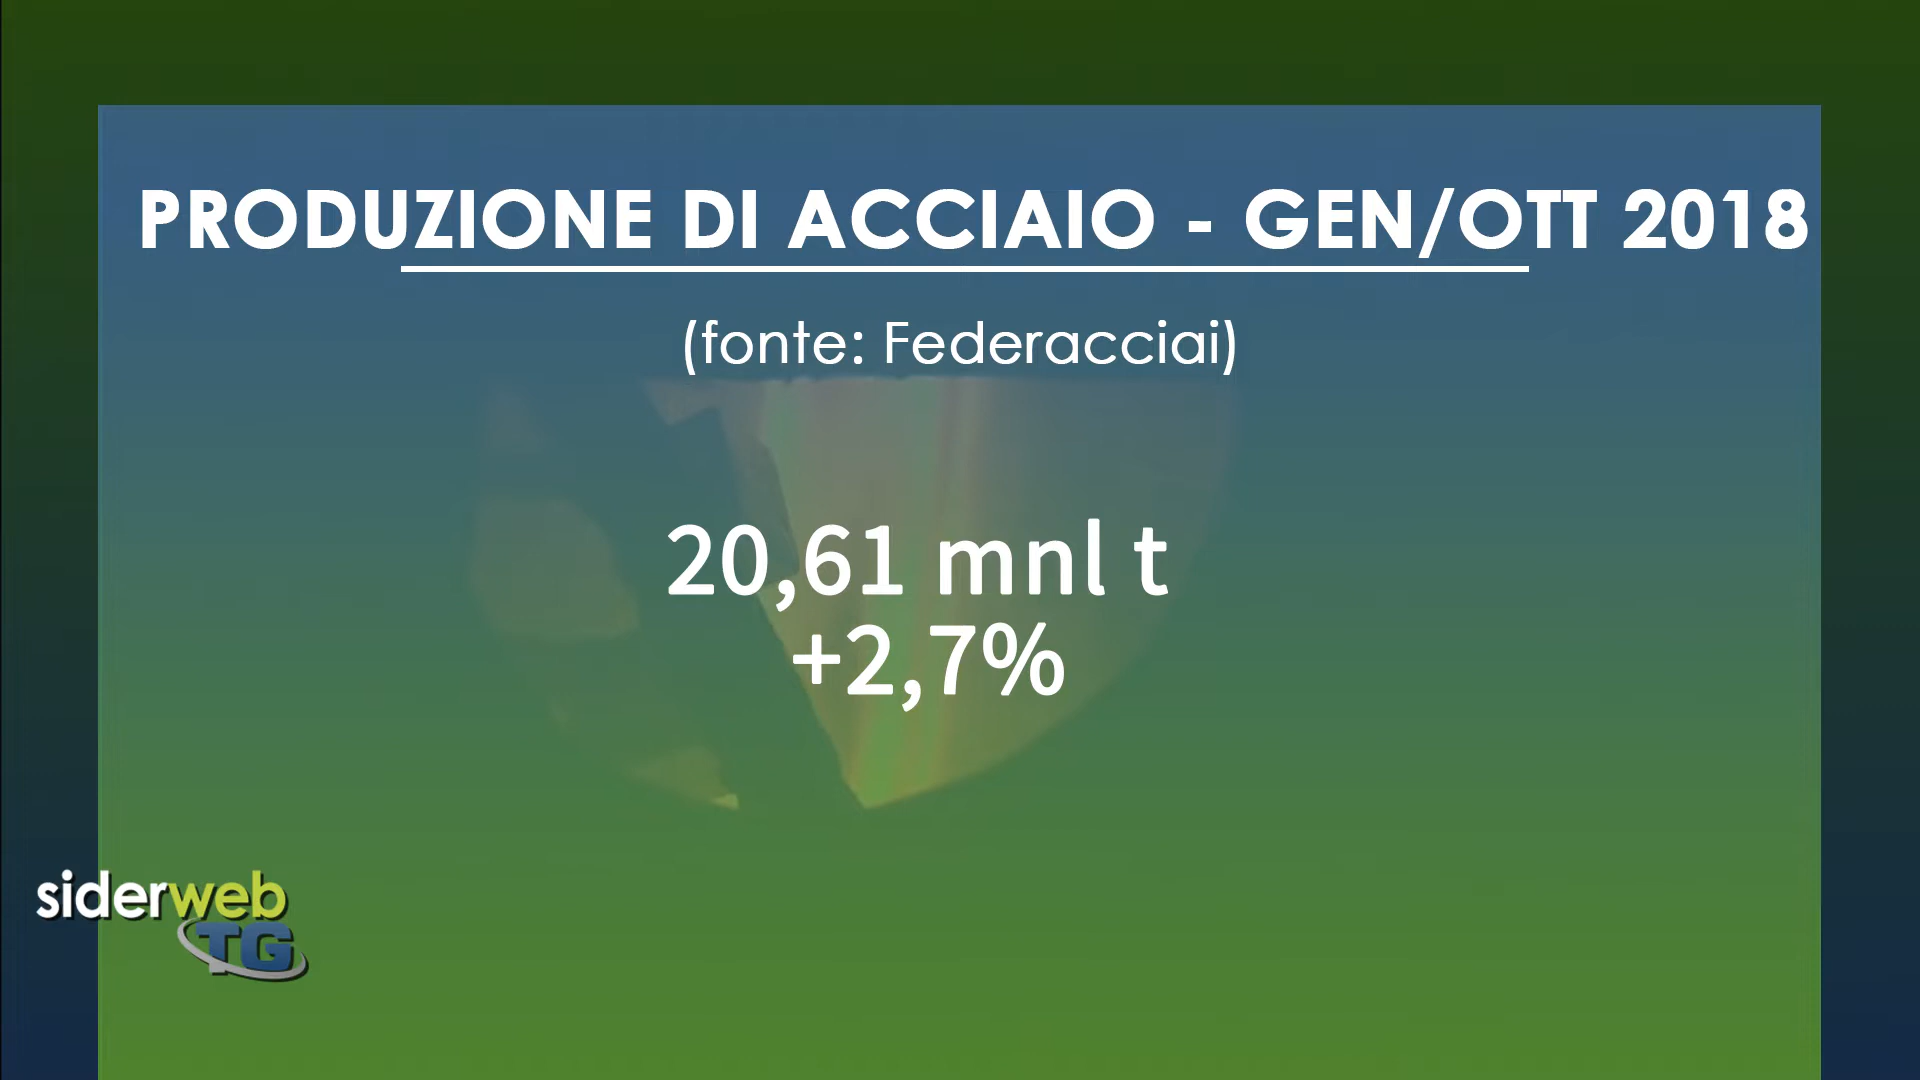 PRODUZIONE DI ACCIAIO - GEN/OTT 2018
(fonte: Federacciai)
20,61 mnl t
+2,7%
siderweb
TG